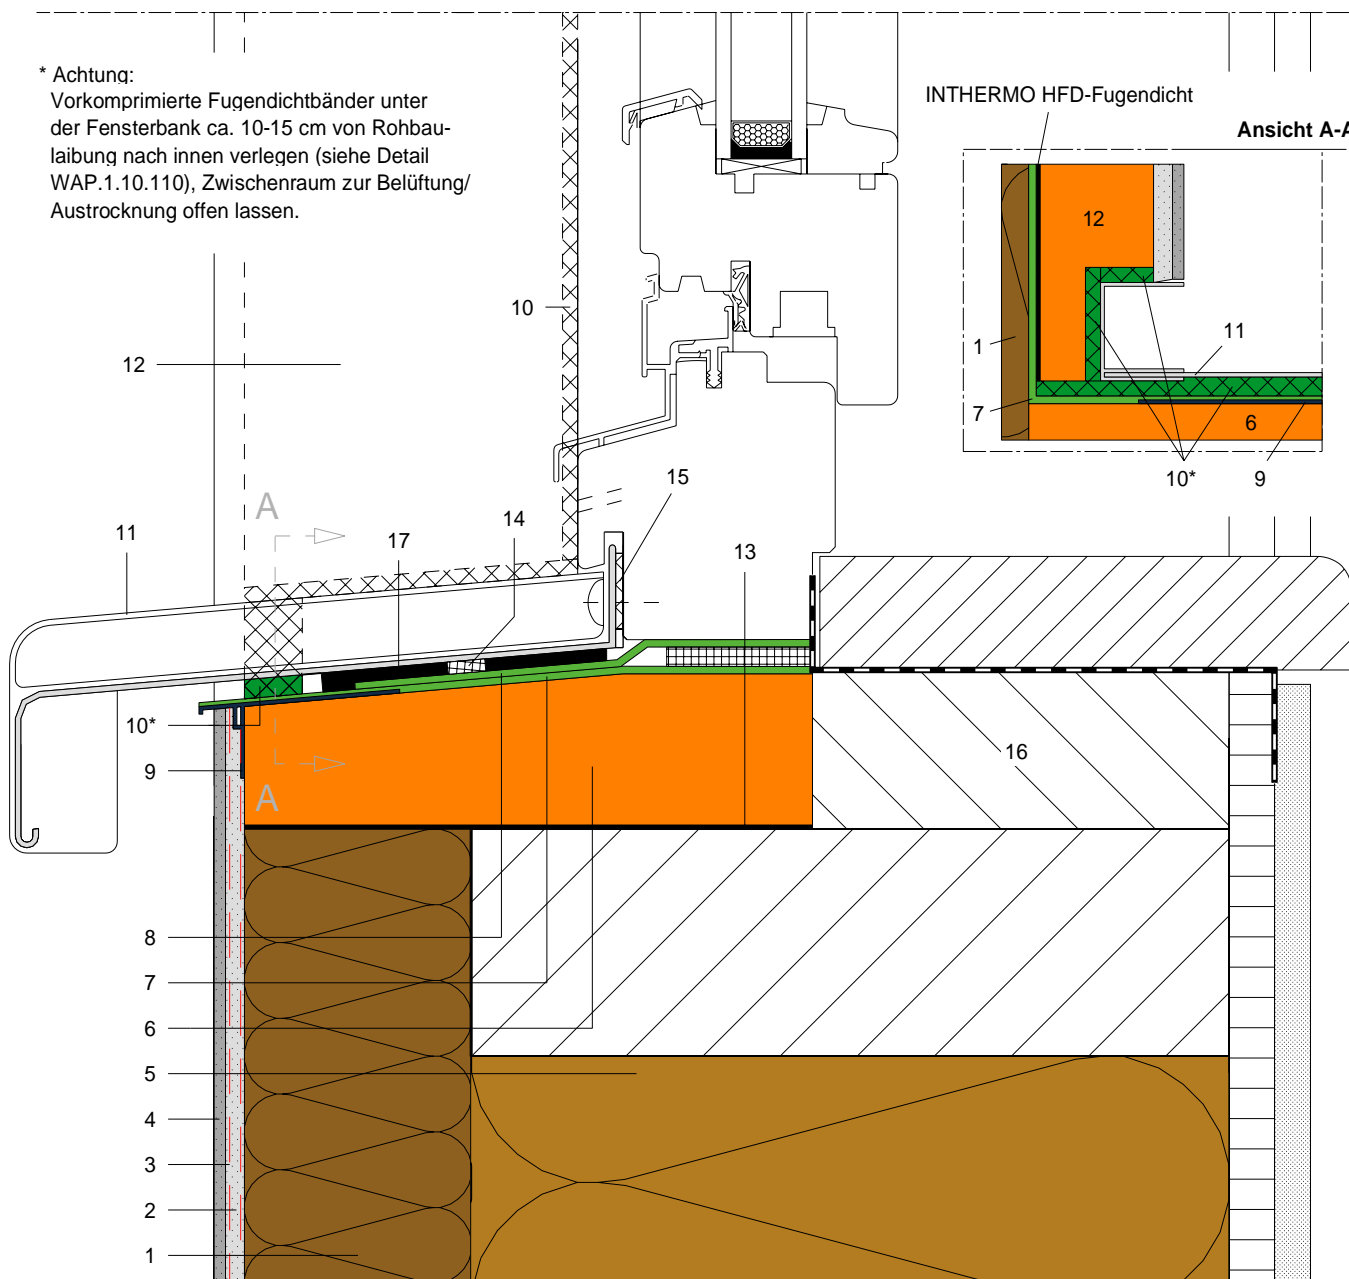 * Achtung:
Vorkomprimierte Fugendichtbänder unter
der Fensterbank ca. 10-15 cm von Rohbau-
laibung nach innen verlegen (siehe Detail
WAP.1.10.110), Zwischenraum zur Belüftung/
Austrocknung offen lassen.
INTHERMO HFD-Fugendicht
Ansicht A-A
12
1
11
7
6
10*
9
10
12
15
A
14
11
17
13
10*
16
9
A
8
7
6
5
4
3
2
1